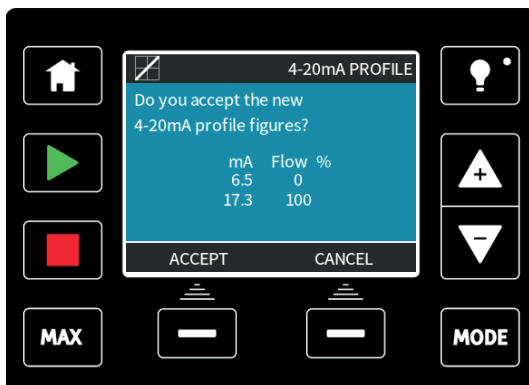 4-20mA PROFILE
Do you accept the new
4-20mA profile figures?
mA Flow %
6.5 0
17.3 100
ACCEPT CANCEL
MAX MODE